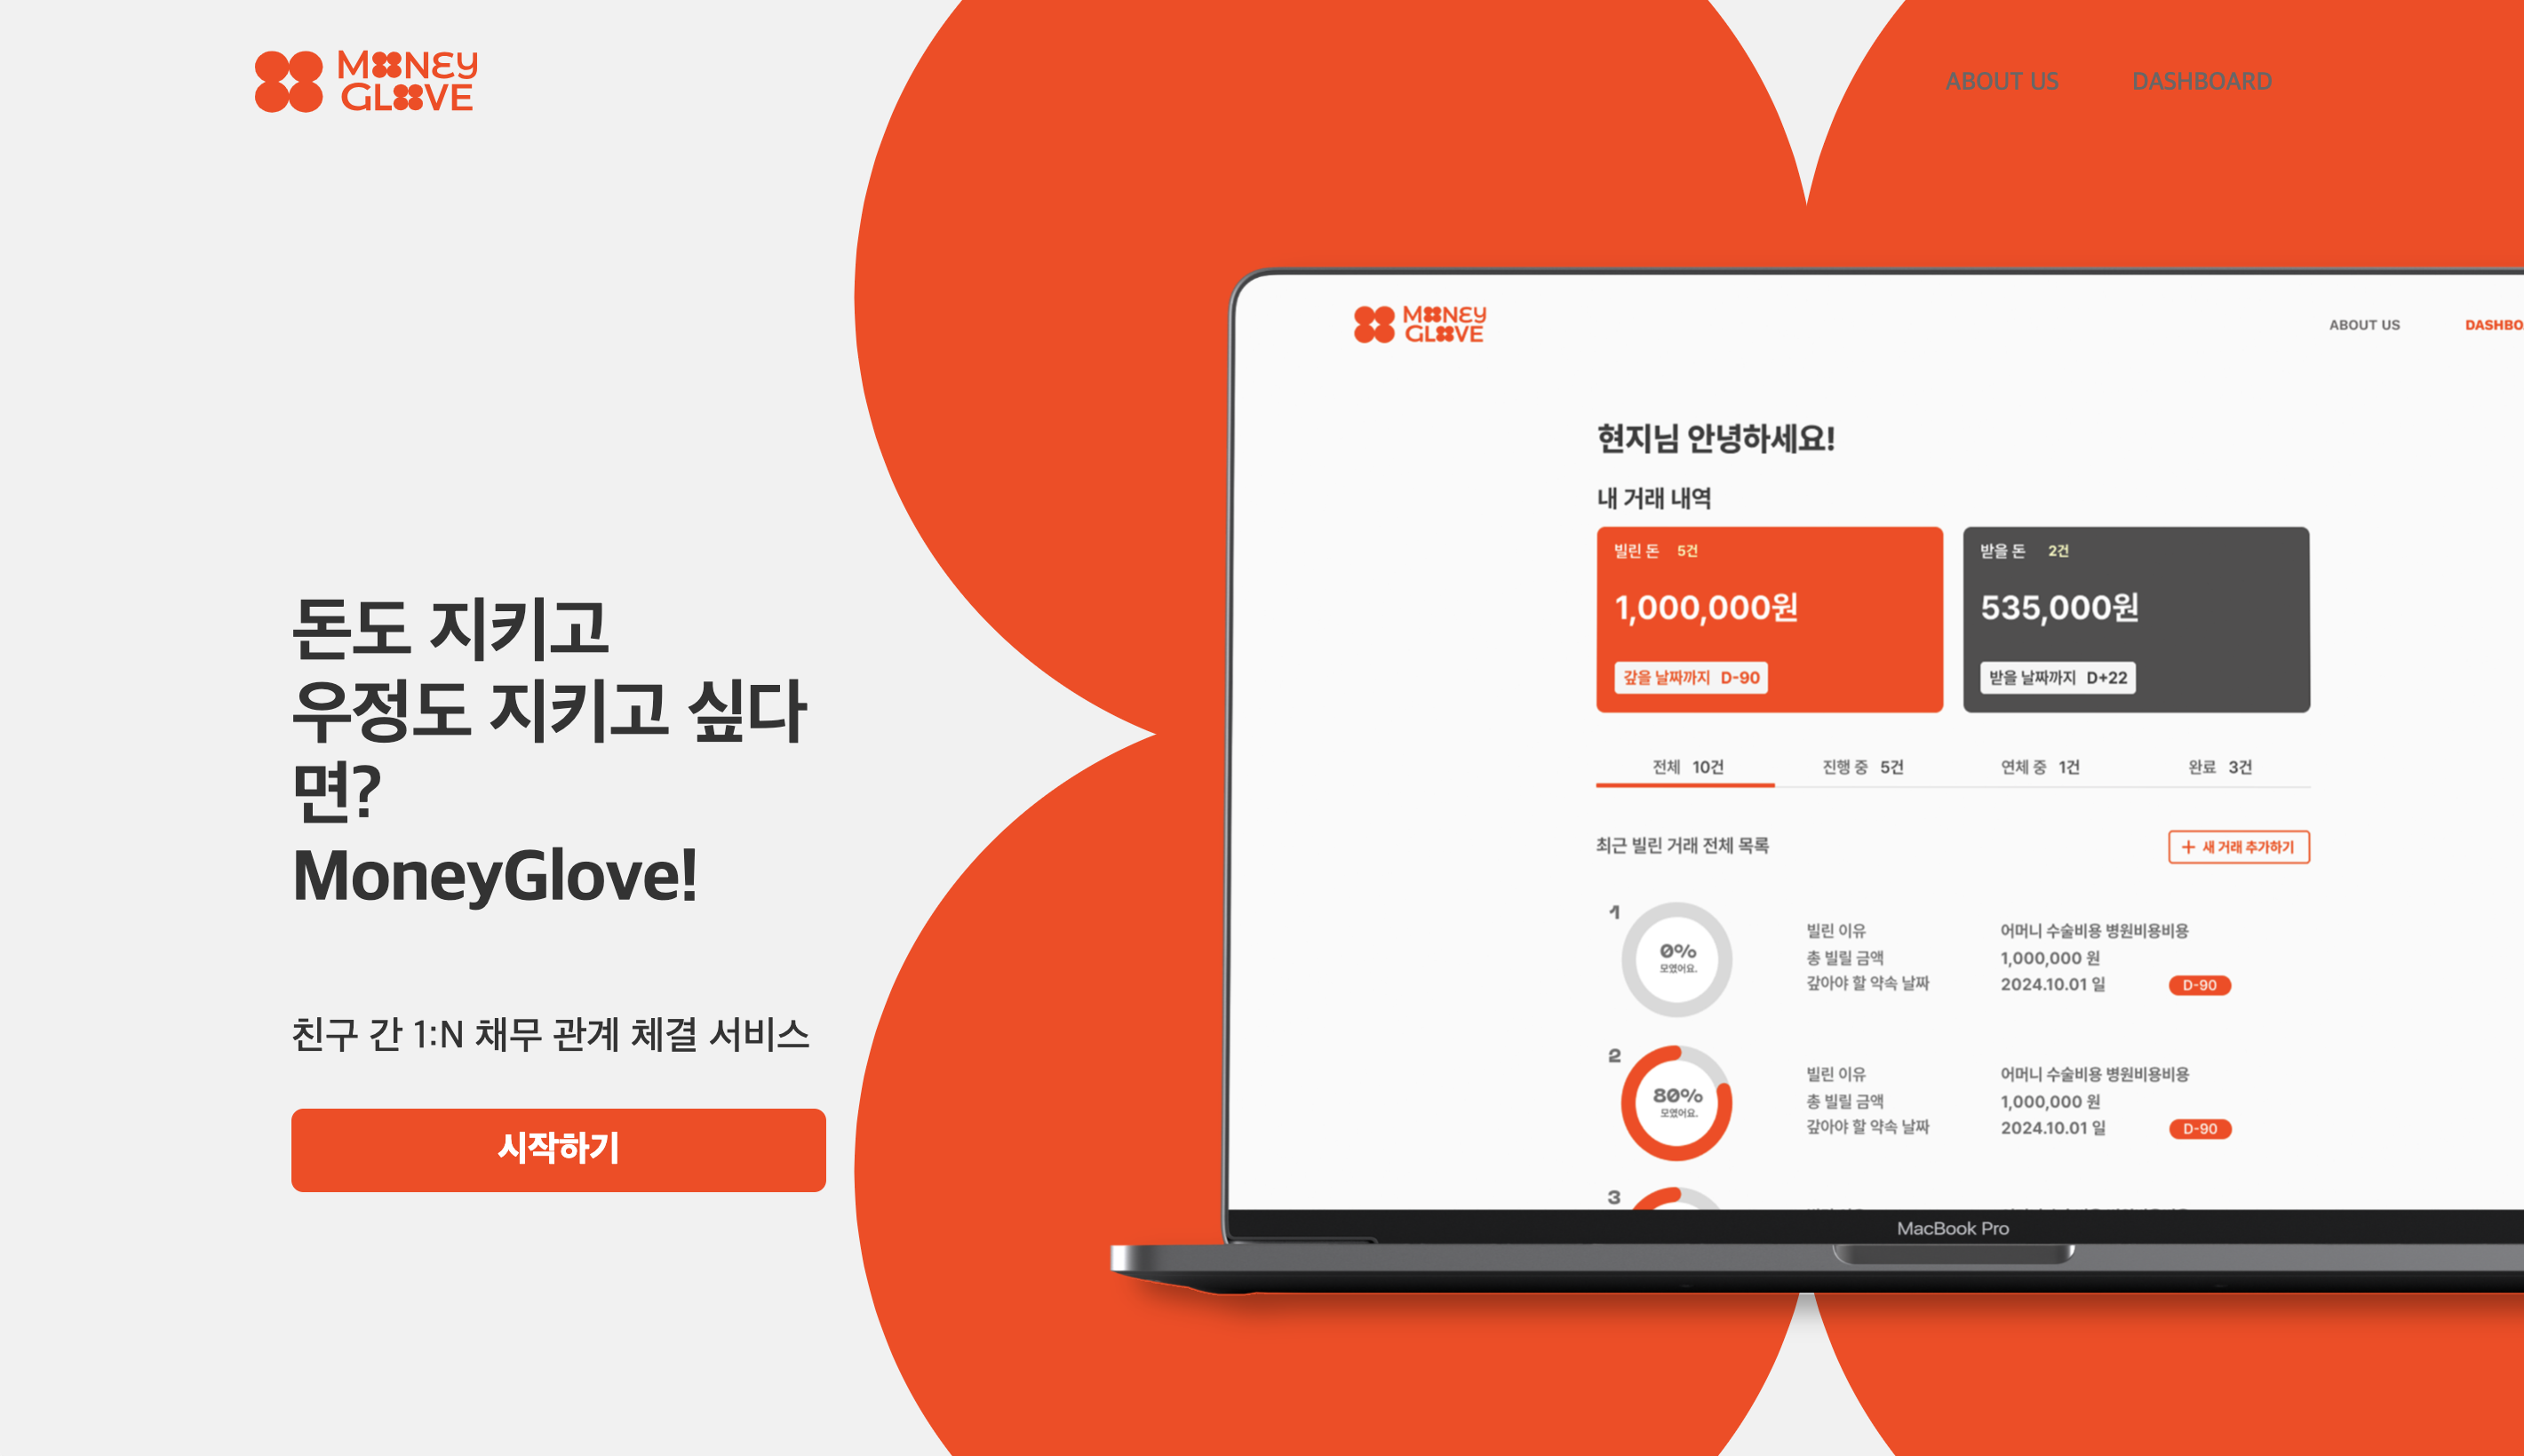 MONEY
GLOVE
ABOUT US
DASHBOARD
돈도 지키고
우정도 지키고 싶다
면?
MoneyGlove!
친구 간 1:N 채무 관계 체결 서비스
시작하기
MONEY
GLOVE
ABOUT US
DASHBO
현지님 안녕하세요!
내 거래 내역
빌린 돈 5건
1,000,000원
갚을 날짜까지 D-90
받을 돈 2건
535,000원
받을 날짜까지 D+22
전체 10건
진행 중 5건
연체 중 1건
완료 3건
최근 빌린 거래 전체 목록
+ 새 거래 추가하기
1
0%
모였어요.
빌린 이유 어머니 수술비용 병원비용비용
총 빌릴 금액 1,000,000 원
갚아야 할 약속 날짜 2024.10.01 일 D-90
2
80%
모였어요.
빌린 이유 어머니 수술비용 병원비용비용
총 빌릴 금액 1,000,000 원
갚아야 할 약속 날짜 2024.10.01 일 D-90
3
MacBook Pro